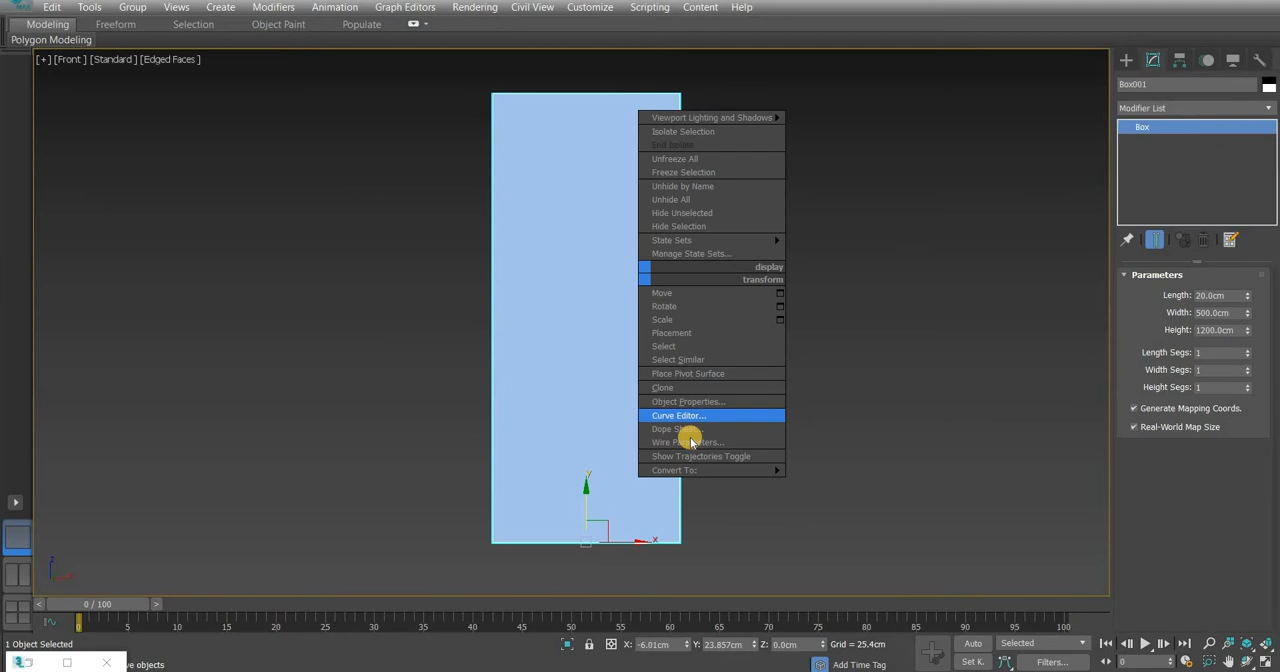 Edit Tools Group Views Create Modifiers Animation Graph Editors Rendering Civil View Customize Scripting Content Help
Modeling Freeform Selection Object Paint Populate
Polygon Modeling
[+] [Front ] [Standard ] [Edged Faces ]
Box001
Modifier List
Box
Viewport Lighting and Shadows
Isolate Selection
End Isolate
Unfreeze All
Freeze Selection
Unhide by Name
Unhide All
Hide Unselected
Hide Selection
State Sets
Manage State Sets...
display
transform
Move
Rotate
Scale
Placement
Select
Select Similar
Place Pivot Surface
Clone
Object Properties...
Curve Editor...
Dope
Wire
Show Trajectories Toggle
Convert To:
Parameters
Length: 20.0cm
Width: 500.0cm
Height: 1200.0cm
Length Segs: 1
Width Segs: 1
Height Segs: 1
Generate Mapping Coords.
Real-World Map Size
y
x
z
< 0 / 100 >
0 5 10 15 20 25 30 35 40 45 50 55 60 65 70 75 80 85 90 95 100
1 Object Selected
X: -6.01cm Y: 23.857cm Z: 0.0cm Grid = 25.4cm
Auto Selected
ve objects
Add Time Tag
Set K. Filters... 0
3